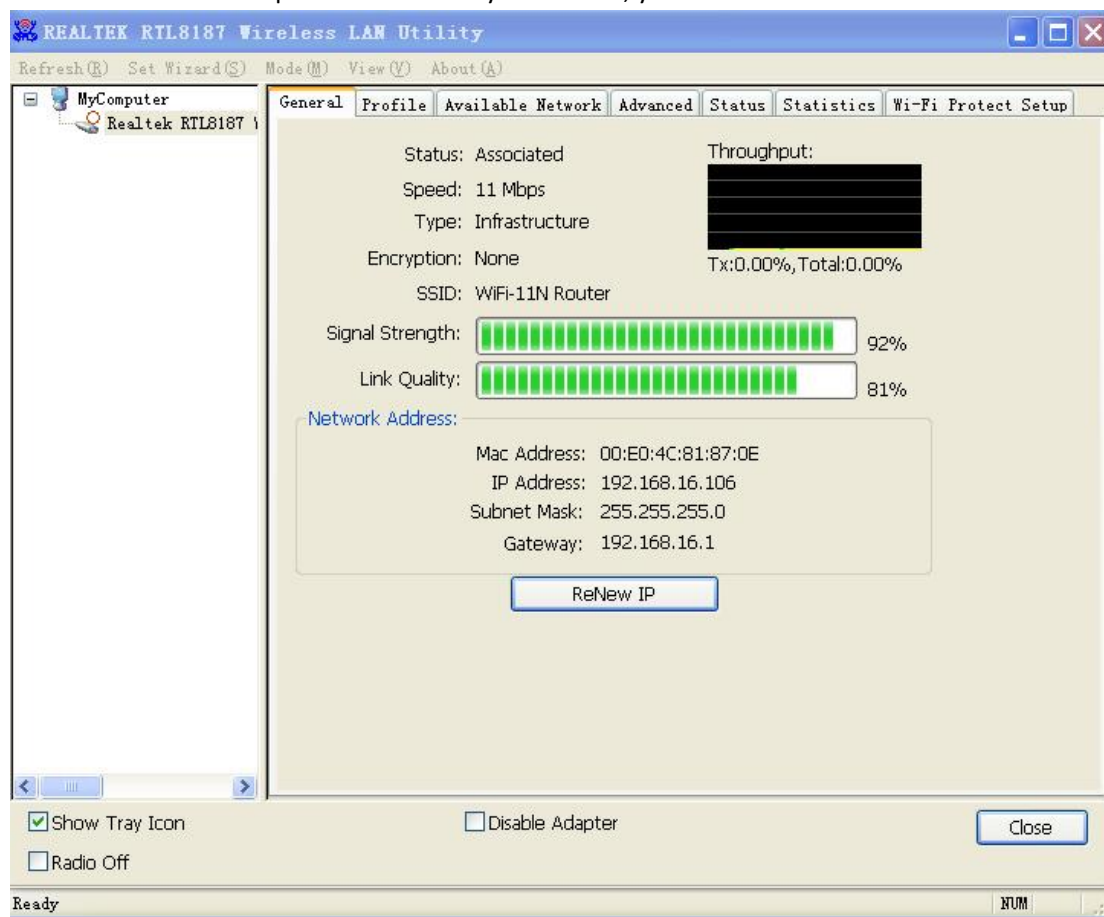 REALTEK RTL8187 Wireless LAN Utility
Refresh(R) Set Wizard(S) Mode(M) View(V) About(A)
MyComputer
Realtek RTL8187
General Profile Available Network Advanced Status Statistics Wi-Fi Protect Setup
Status: Associated
Throughput:
Speed: 11 Mbps
Type: Infrastructure
Encryption: None
Tx:0.00%,Total:0.00%
SSID: WiFi-11N Router
Signal Strength: 92%
Link Quality: 81%
Network Address:
Mac Address: 00:E0:4C:81:87:0E
IP Address: 192.168.16.106
Subnet Mask: 255.255.255.0
Gateway: 192.168.16.1
ReNew IP
Show Tray Icon
Disable Adapter
Close
Radio Off
Ready
NUM